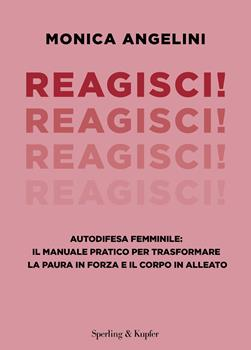 MONICA ANGELINI
REAGISCI!
REAGISCI!
REAGISCI!
REAGISCI!
AUTODIFESA FEMMINILE:
IL MANUALE PRATICO PER TRASFORMARE
LA PAURA IN FORZA E IL CORPO IN ALLEATO
Sperling & Kupfer